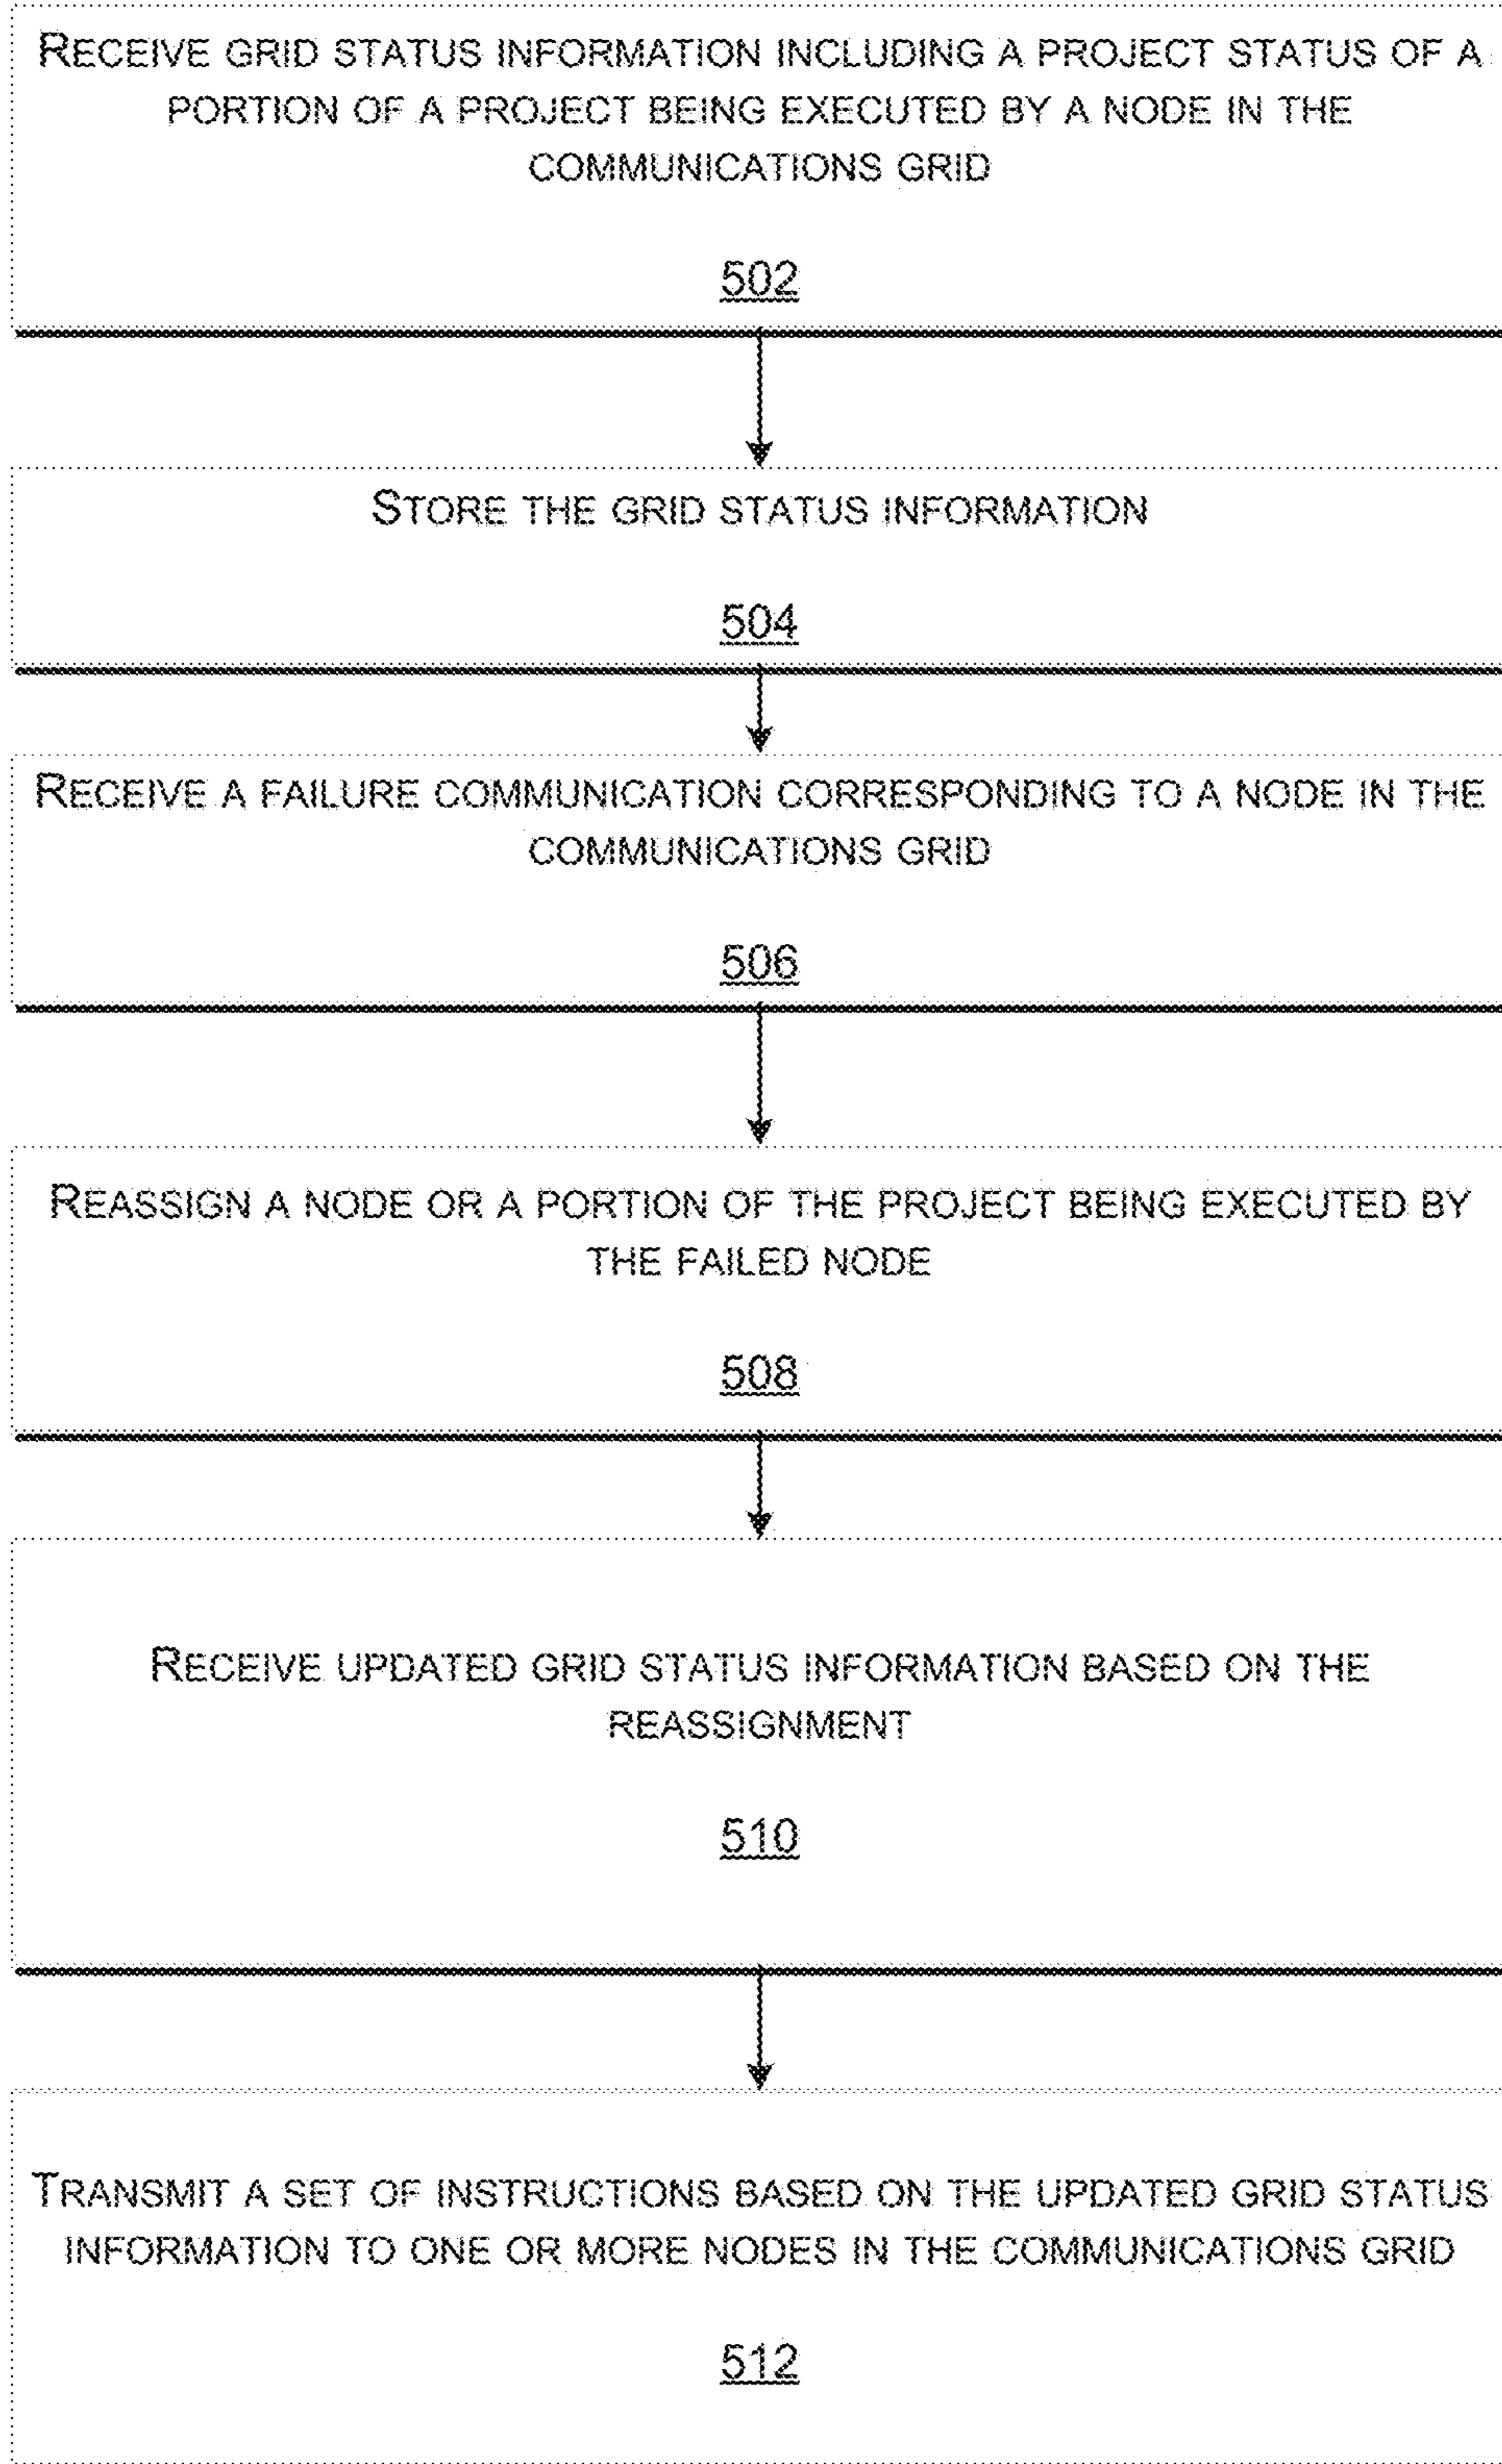 RECEIVE GRID STATUS INFORMATION INCLUDING A PROJECT STATUS OF A
PORTION OF A PROJECT BEING EXECUTED BY A NODE IN THE
COMMUNICATIONS GRID
502
STORE THE GRID STATUS INFORMATION
504
RECEIVE A FAILURE COMMUNICATION CORRESPONDING TO A NODE IN THE
COMMUNICATIONS GRID
506
REASSIGN A NODE OR A PORTION OF THE PROJECT BEING EXECUTED BY
THE FAILED NODE
508
RECEIVE UPDATED GRID STATUS INFORMATION BASED ON THE
REASSIGNMENT
510
TRANSMIT A SET OF INSTRUCTIONS BASED ON THE UPDATED GRID STATUS
INFORMATION TO ONE OR MORE NODES IN THE COMMUNICATIONS GRID
512